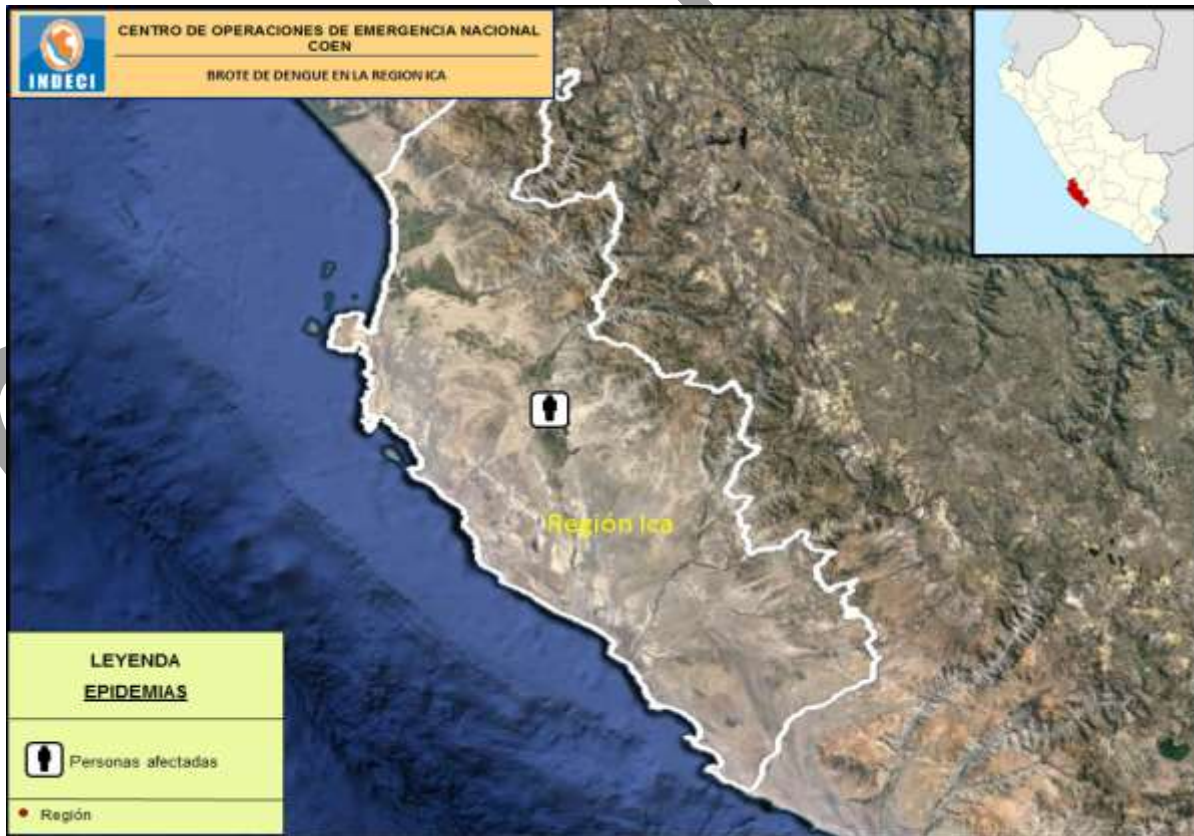 CENTRO DE OPERACIONES DE EMERGENCIA NACIONAL
COEN
BROTE DE DENGUE EN LA REGION ICA
INDECI
Región Ica
LEYENDA
EPIDEMIAS
Personas afectadas
Región